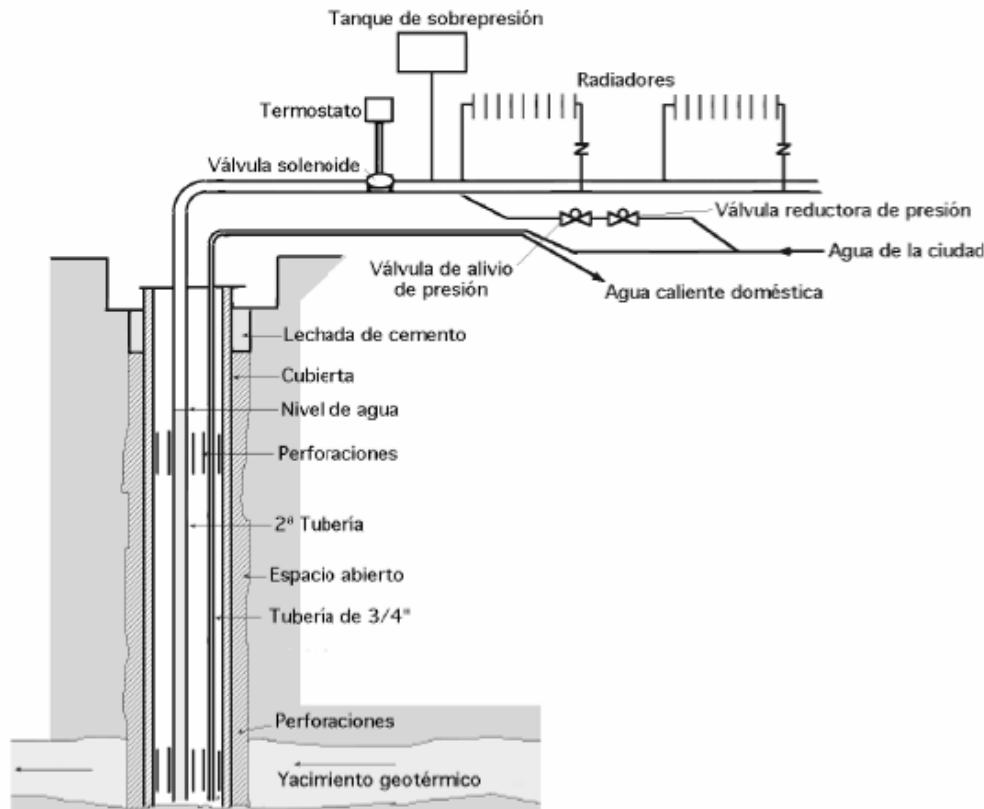 Tanque de sobrepresión
Radiadores
Termostato
Válvula solenoide
Válvula reductora de presión
Agua de la ciudad
Válvula de alivio
de presión
Agua caliente doméstica
Lechada de cemento
Cubierta
Nivel de agua
Perforaciones
2ª Tubería
Espacio abierto
Tubería de 3/4"
Perforaciones
Yacimiento geotérmico